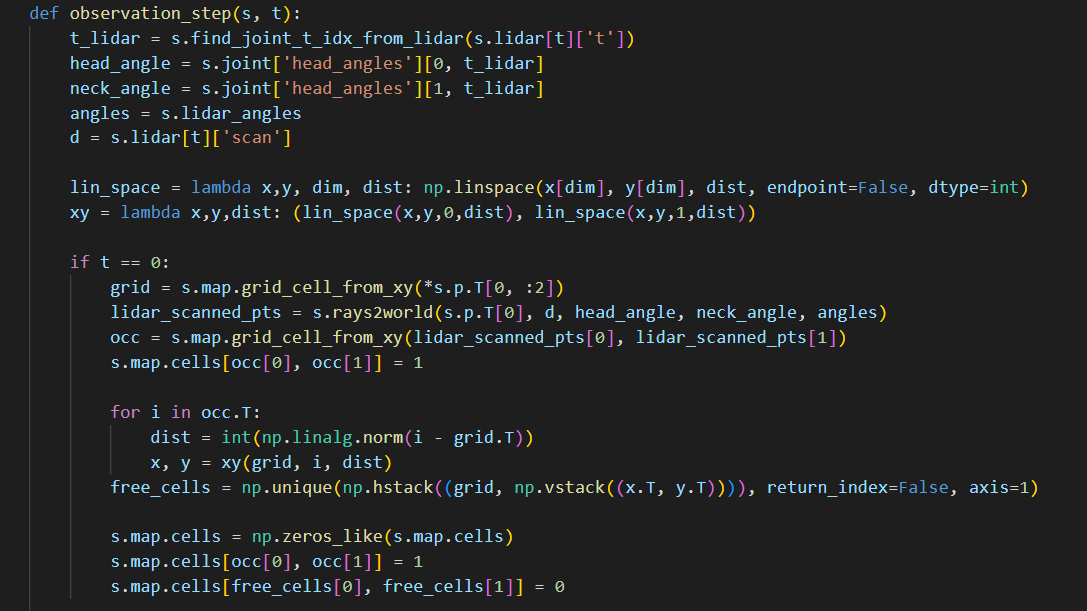 def observation_step(s, t):
    t_lidar = s.find_joint_t_idx_from_lidar(s.lidar[t]['t'])
    head_angle = s.joint['head_angles'][0, t_lidar]
    neck_angle = s.joint['head_angles'][1, t_lidar]
    angles = s.lidar_angles
    d = s.lidar[t]['scan']

    lin_space = lambda x,y, dim, dist: np.linspace(x[dim], y[dim], dist, endpoint=False, dtype=int)
    xy = lambda x,y,dist: (lin_space(x,y,0,dist), lin_space(x,y,1,dist))

    if t == 0:
        grid = s.map.grid_cell_from_xy(*s.p.T[0, :2])
        lidar_scanned_pts = s.rays2world(s.p.T[0], d, head_angle, neck_angle, angles)
        occ = s.map.grid_cell_from_xy(lidar_scanned_pts[0], lidar_scanned_pts[1])
        s.map.cells[occ[0], occ[1]] = 1

        for i in occ.T:
            dist = int(np.linalg.norm(i - grid.T))
            x, y = xy(grid, i, dist)
        free_cells = np.unique(np.hstack((grid, np.vstack((x.T, y.T)))), return_index=False, axis=1)

        s.map.cells = np.zeros_like(s.map.cells)
        s.map.cells[occ[0], occ[1]] = 1
        s.map.cells[free_cells[0], free_cells[1]] = 0